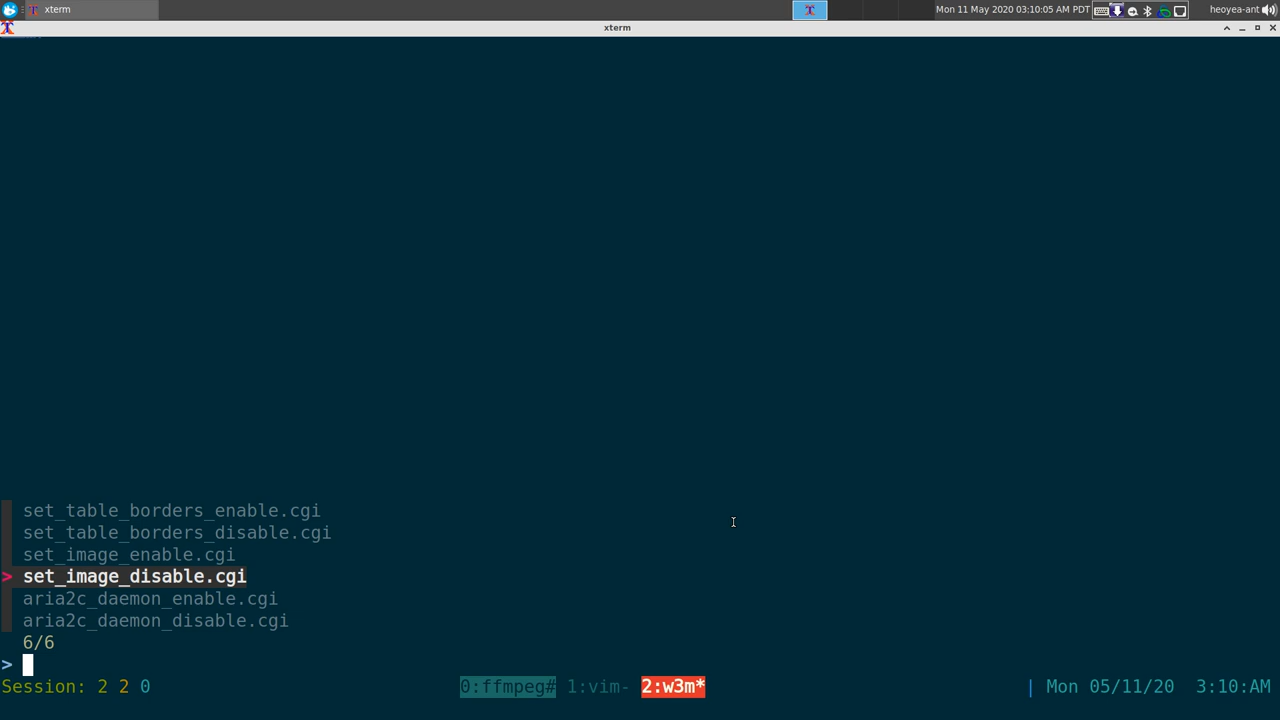 xterm
Mon 11 May 2020 03:10:05 AM PDT
heoyea-ant
xterm
set_table_borders_enable.cgi
set_table_borders_disable.cgi
set_image_enable.cgi
> set_image_disable.cgi
aria2c_daemon_enable.cgi
aria2c_daemon_disable.cgi
6/6
>
Session: 2 2 0 0:ffmpeg# 1:vim- 2:w3m* | Mon 05/11/20 3:10:AM